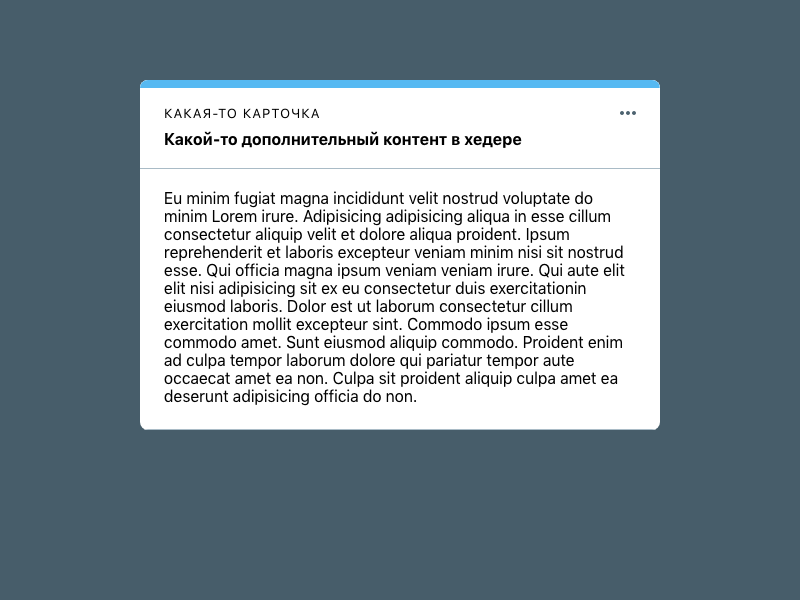 КАКАЯ-ТО КАРТОЧКА
Какой-то дополнительный контент в хедере
Eu minim fugiat magna incididunt velit nostrud voluptate do
minim Lorem irure. Adipisicing adipisicing aliqua in esse cillum
consectetur aliquip velit et dolore aliqua proident. Ipsum
reprehenderit et laboris excepteur veniam minim nisi sit nostrud
esse. Qui officia magna ipsum veniam veniam irure. Qui aute elit
elit nisi adipisicing sit ex eu consectetur duis exercitationin
eiusmod laboris. Dolor est ut laborum consectetur cillum
exercitation mollit excepteur sint. Commodo ipsum esse
commodo amet. Sunt eiusmod aliquip commodo. Proident enim
ad culpa tempor laborum dolore qui pariatur tempor aute
occaecat amet ea non. Culpa sit proident aliquip culpa amet ea
deserunt adipisicing officia do non.